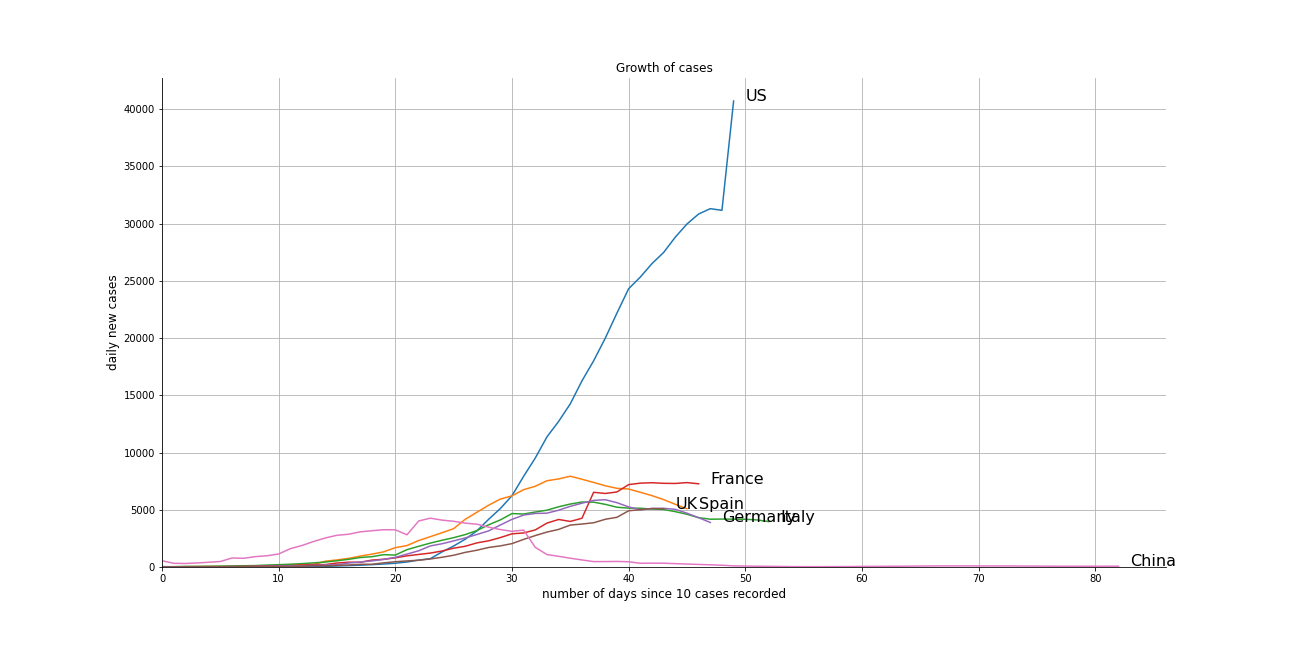 Growth of cases
US
40000
35000
30000
25000
20000
15000
10000
5000
0
daily new cases
France
UK Spain
Germany Italy
China
0 10 20 30 40 50 60 70 80
number of days since 10 cases recorded